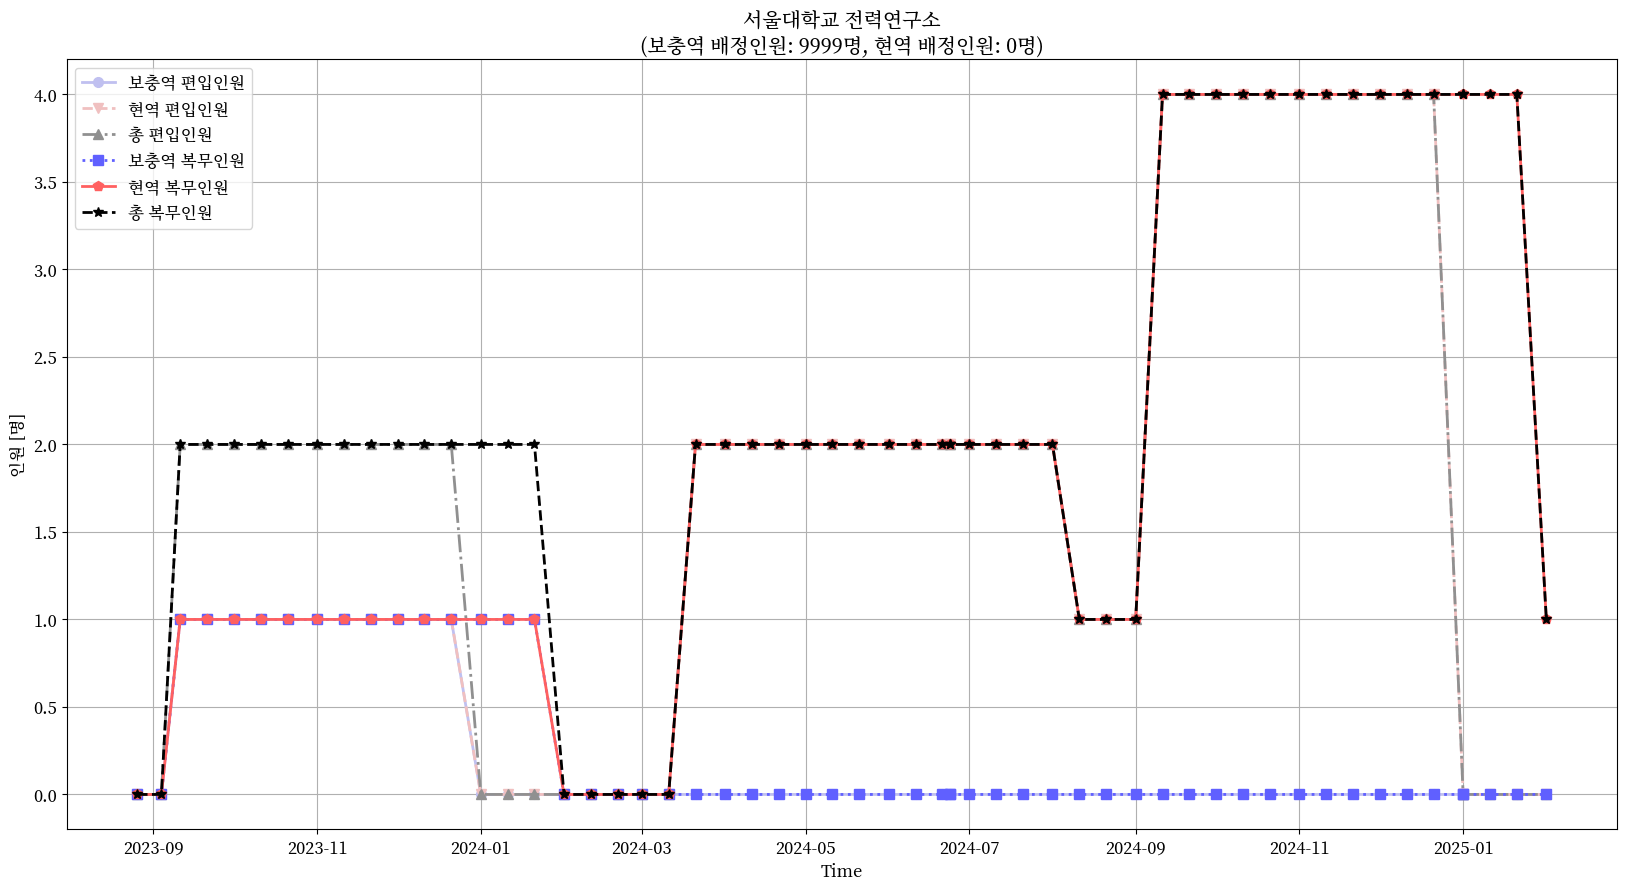 서울대학교 전력연구소
(보충역 배정인원: 9999명, 현역 배정인원: 0명)
보충역 편입인원
현역 편입인원
총 편입인원
보충역 복무인원
현역 복무인원
총 복무인원
인원 [명]
4.0
3.5
3.0
2.5
2.0
1.5
1.0
0.5
0.0
2023-09
2023-11
2024-01
2024-03
2024-05
2024-07
2024-09
2024-11
2025-01
Time